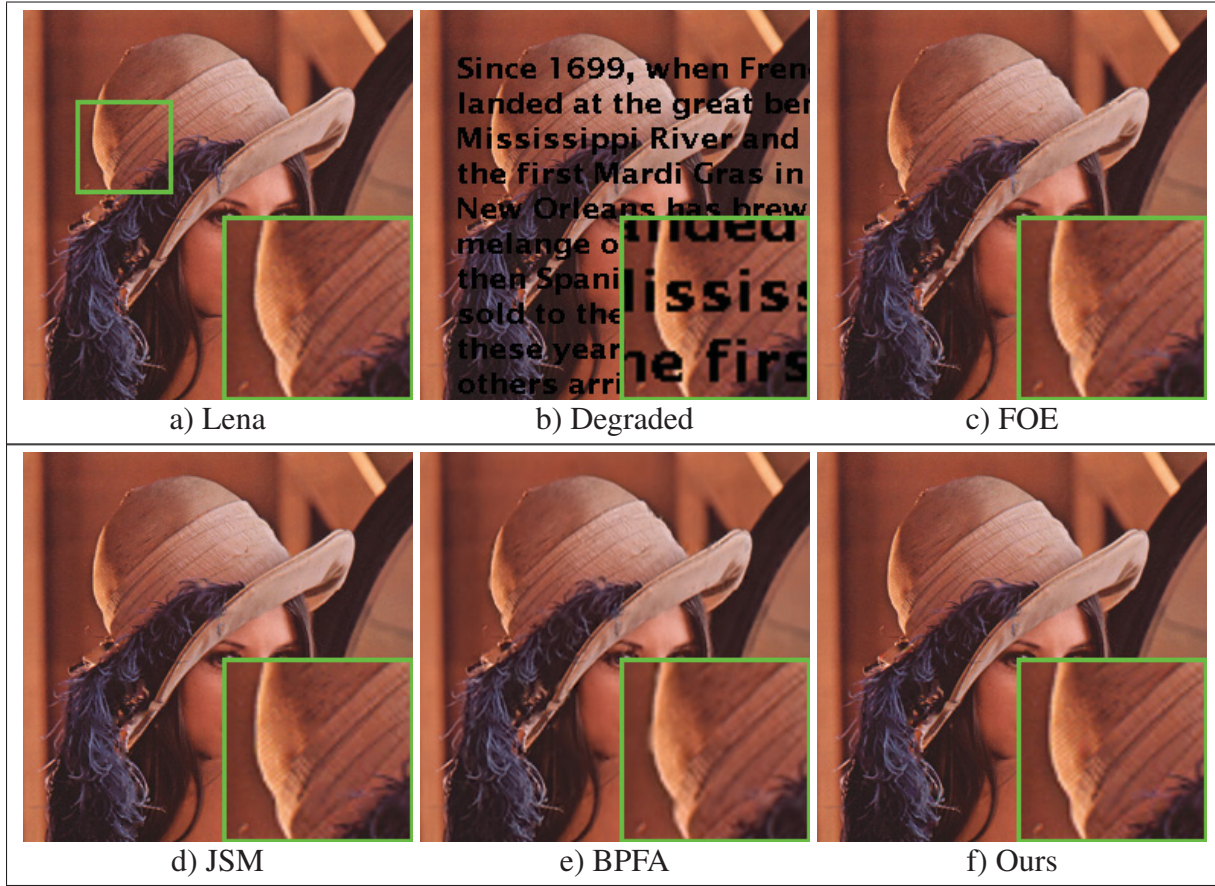 Since 1699, when Fren
landed at the great ber
Mississippi River and
the first Mardi Gras in
New Orleans has brew
melange o
then Spani
sold to the
these year
others arri
anded
lississ
ne firs
a) Lena
b) Degraded
c) FOE
d) JSM
e) BPFA
f) Ours